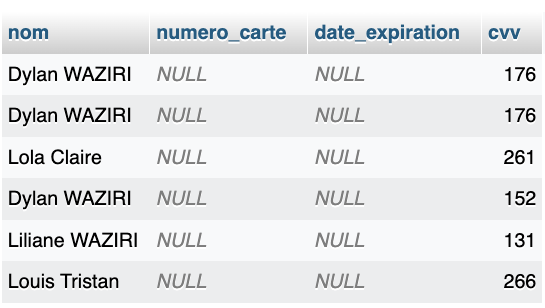 nom numero_carte date_expiration cvv
Dylan WAZIRI NULL NULL 176
Dylan WAZIRI NULL NULL 176
Lola Claire NULL NULL 261
Dylan WAZIRI NULL NULL 152
Liliane WAZIRI NULL NULL 131
Louis Tristan NULL NULL 266